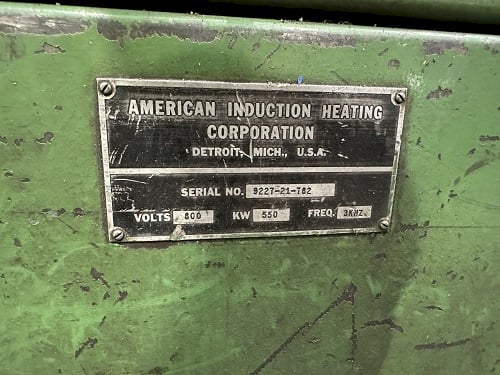 AMERICAN INDUCTION HEATING
CORPORATION
DETROIT, MICH., U.S.A.
SERIAL NO. 9227-21-782
VOLTS 800 KW 550 FREQ. 3KHZ.